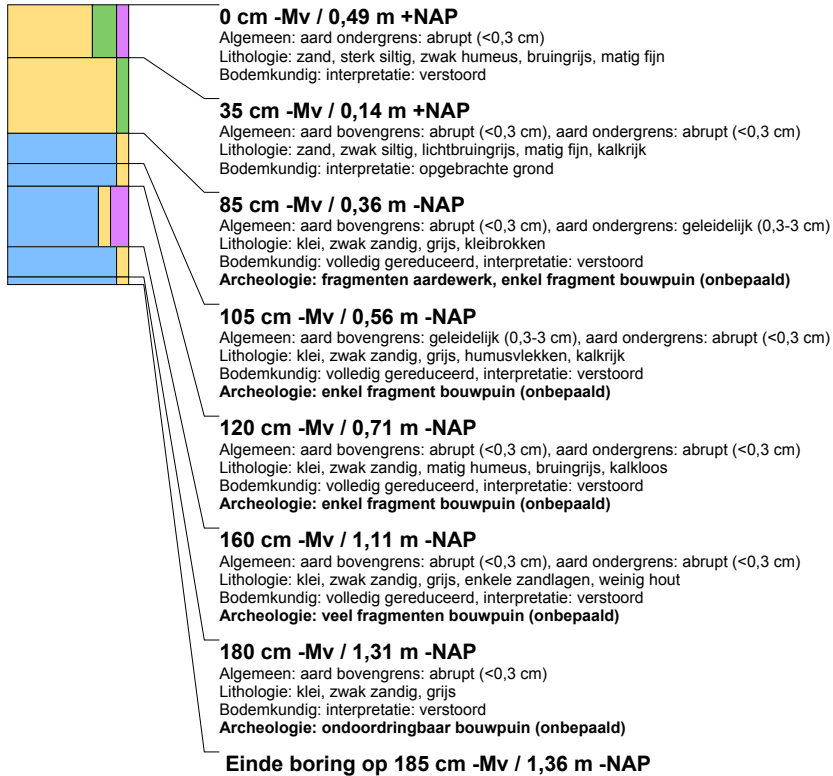 0 cm -Mv / 0,49 m +NAP
Algemeen: aard ondergrens: abrupt (<0,3 cm)
Lithologie: zand, sterk siltig, zwak humeus, bruingrijs, matig fijn
Bodemkundig: interpretatie: verstoord
35 cm -Mv / 0,14 m +NAP
Algemeen: aard bovengrens: abrupt (<0,3 cm), aard ondergrens: abrupt (<0,3 cm)
Lithologie: zand, zwak siltig, lichtbruingrijs, matig fijn, kalkrijk
Bodemkundig: interpretatie: opgebrachte grond
85 cm -Mv / 0,36 m -NAP
Algemeen: aard bovengrens: abrupt (<0,3 cm), aard ondergrens: geleidelijk (0,3-3 cm)
Lithologie: klei, zwak zandig, grijs, kleibrokken
Bodemkundig: volledig gereduceerd, interpretatie: verstoord
Archeologie: fragmenten aardewerk, enkel fragment bouwpuin (onbepaald)
105 cm -Mv / 0,56 m -NAP
Algemeen: aard bovengrens: geleidelijk (0,3-3 cm), aard ondergrens: abrupt (<0,3 cm)
Lithologie: klei, zwak zandig, grijs, humusvlekken, kalkrijk
Bodemkundig: volledig gereduceerd, interpretatie: verstoord
Archeologie: enkel fragment bouwpuin (onbepaald)
120 cm -Mv / 0,71 m -NAP
Algemeen: aard bovengrens: abrupt (<0,3 cm), aard ondergrens: abrupt (<0,3 cm)
Lithologie: klei, zwak zandig, matig humeus, bruingrijs, kalkloos
Bodemkundig: volledig gereduceerd, interpretatie: verstoord
Archeologie: enkel fragment bouwpuin (onbepaald)
160 cm -Mv / 1,11 m -NAP
Algemeen: aard bovengrens: abrupt (<0,3 cm), aard ondergrens: abrupt (<0,3 cm)
Lithologie: klei, zwak zandig, grijs, enkele zandlagen, weinig hout
Bodemkundig: volledig gereduceerd, interpretatie: verstoord
Archeologie: veel fragmenten bouwpuin (onbepaald)
180 cm -Mv / 1,31 m -NAP
Algemeen: aard bovengrens: abrupt (<0,3 cm)
Lithologie: klei, zwak zandig, grijs
Bodemkundig: interpretatie: verstoord
Archeologie: ondoordringbaar bouwpuin (onbepaald)
Einde boring op 185 cm -Mv / 1,36 m -NAP